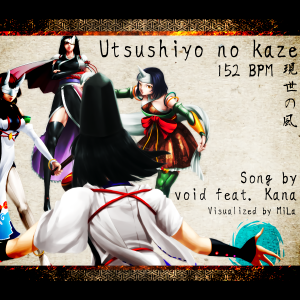 Utsushiyo no kaze
152 BPM
現世の風
Song by
void feat. Kana
Visualized by MiLa